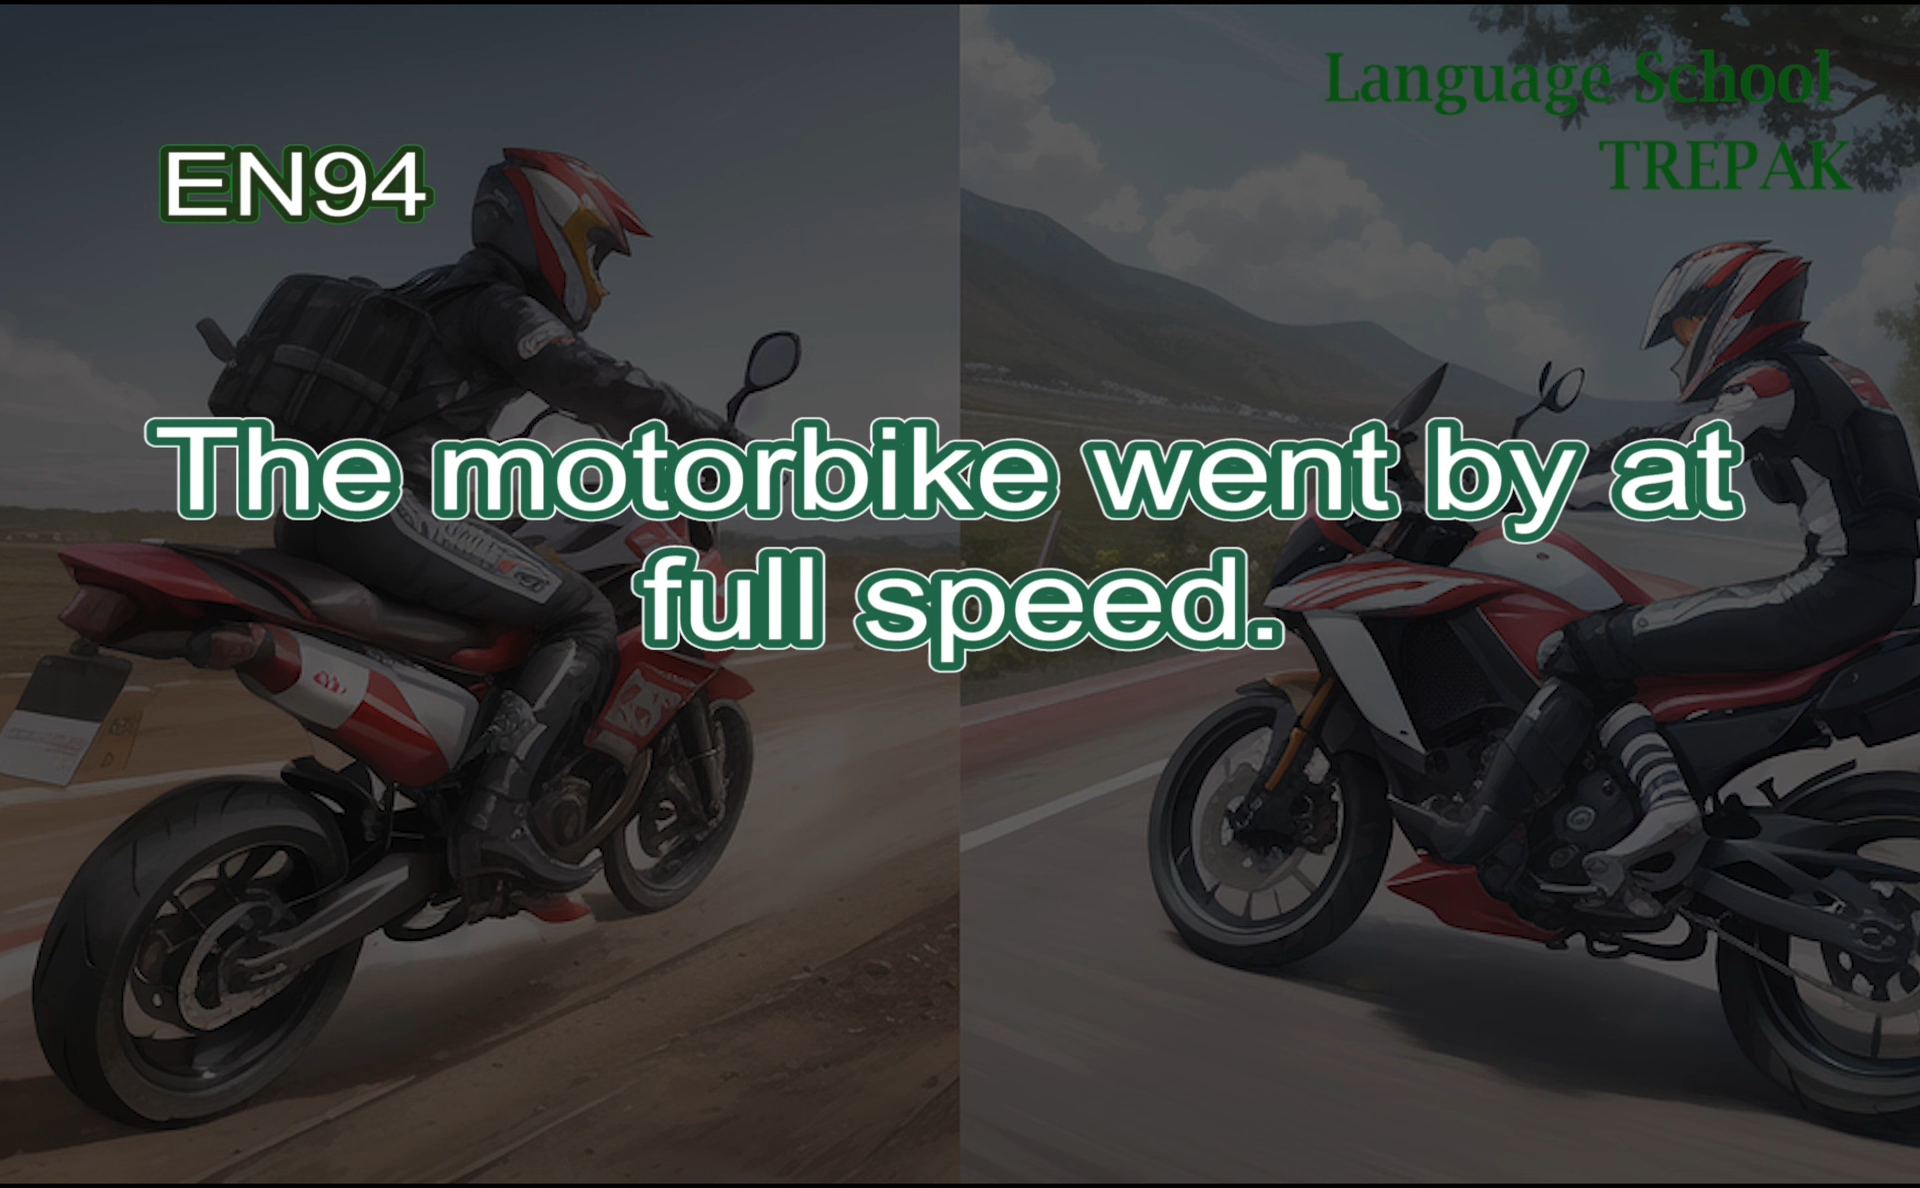 Language School
TREPAK
EN94
The motorbike went by at
full speed.